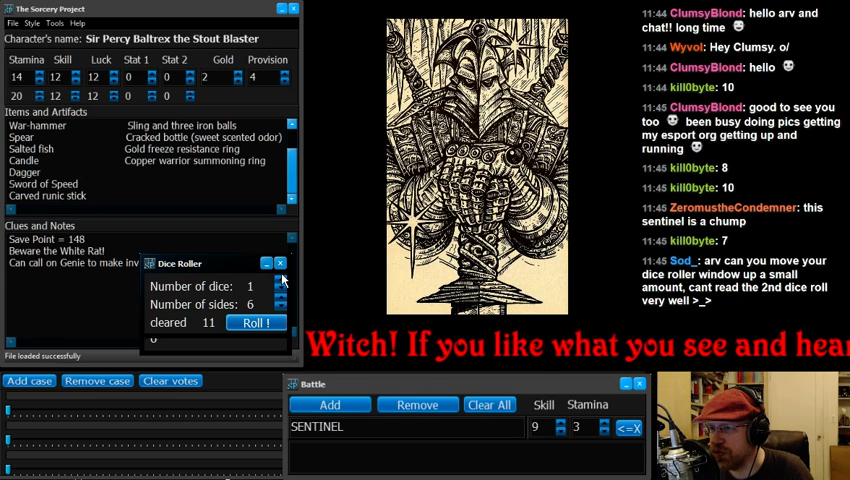 The Sorcery Project
File Style Tools Help
Character's name: Sir Percy Baltrex the Stout Blaster
Stamina Skill Luck Stat 1 Stat 2 Gold Provision
14 12 12 0 0 2 4
20 12 12 0 0
Items and Artifacts
War-hammer Sling and three iron balls
Spear Cracked bottle (sweet scented odor)
Salted fish Gold freeze resistance ring
Candle Copper warrior summoning ring
Dagger
Sword of Speed
Carved runic stick
Clues and Notes
Save Point = 148
Beware the White Rat!
Can call on Genie to make inv
Dice Roller
Number of dice: 1
Number of sides: 6
cleared 11 Roll !
0
File loaded successfully
Add case Remove case Clear votes
Witch! If you like what you see and hear
Battle
Add Remove Clear All Skill Stamina
SENTINEL 9 3 <=X
11:44 ClumsyBlond: hello arv and
chat!! long time
11:44 Wyvol: Hey Clumsy. o/
11:44 ClumsyBlond: hello
11:44 kill0byte: 10
11:45 ClumsyBlond: good to see you
too been busy doing pics getting
my esport org getting up and
running
11:45 kill0byte: 8
11:45 kill0byte: 10
11:45 ZeromustheCondemner: this
sentinel is a chump
11:45 kill0byte: 7
11:45 Sod_: arv can you move your
dice roller window up a small
amount, cant read the 2nd dice roll
very well >_>